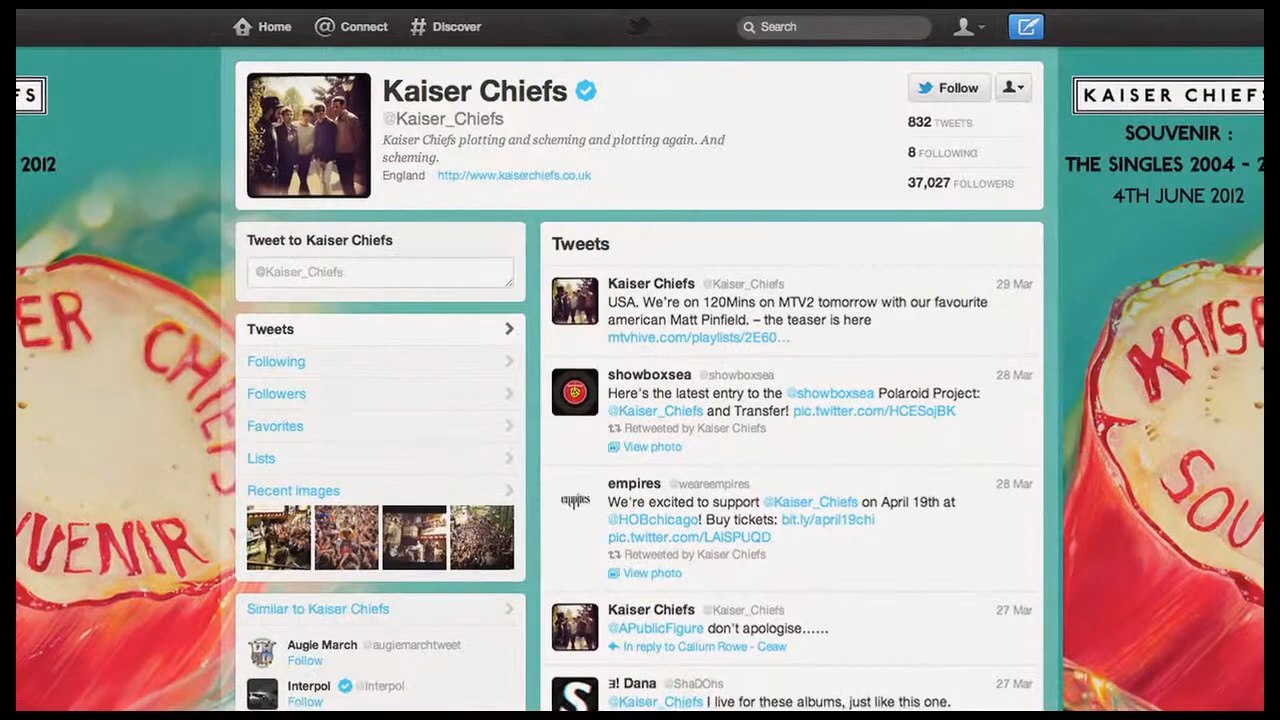 Home
Connect
Discover
Search
FS
2012
Kaiser Chiefs
@Kaiser_Chiefs
Kaiser Chiefs plotting and scheming and plotting again. And
scheming.
England http://www.kaiserchiefs.co.uk
Follow
832 TWEETS
8 FOLLOWING
37,027 FOLLOWERS
KAISER CHIEFS
SOUVENIR :
THE SINGLES 2004 - 2
4TH JUNE 2012
Tweet to Kaiser Chiefs
@Kaiser_Chiefs
Tweets
Following
Followers
Favorites
Lists
Recent images
Similar to Kaiser Chiefs
Augie March @augiemarchtweet
Follow
Interpol @Interpol
Follow
Tweets
Kaiser Chiefs @Kaiser_Chiefs 29 Mar
USA. We're on 120Mins on MTV2 tomorrow with our favourite
american Matt Pinfield. – the teaser is here
mtvhive.com/playlists/2E60…
showboxsea @showboxsea 28 Mar
Here's the latest entry to the @showboxsea Polaroid Project:
@Kaiser_Chiefs and Transfer! pic.twitter.com/HCESojBK
Retweeted by Kaiser Chiefs
View photo
empires @weareempires 28 Mar
empires
We're excited to support @Kaiser_Chiefs on April 19th at
@HOBchicago! Buy tickets: bit.ly/april19chi
pic.twitter.com/LAlSPUQD
Retweeted by Kaiser Chiefs
View photo
Kaiser Chiefs @Kaiser_Chiefs 27 Mar
@APublicFigure don't apologise......
In reply to Callum Rowe - Ceaw
a! Dana @ShaDOhs 27 Mar
@Kaiser_Chiefs I live for these albums, just like this one.
ER CHIEFS
VENIR
KAISE
SOU